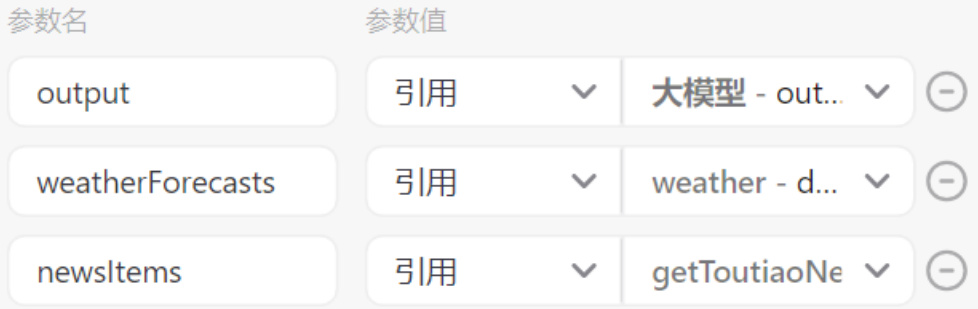 参数名 参数值
output 引用 大模型 - out...
weatherForecasts 引用 weather - d...
newsItems 引用 getToutiaoNe